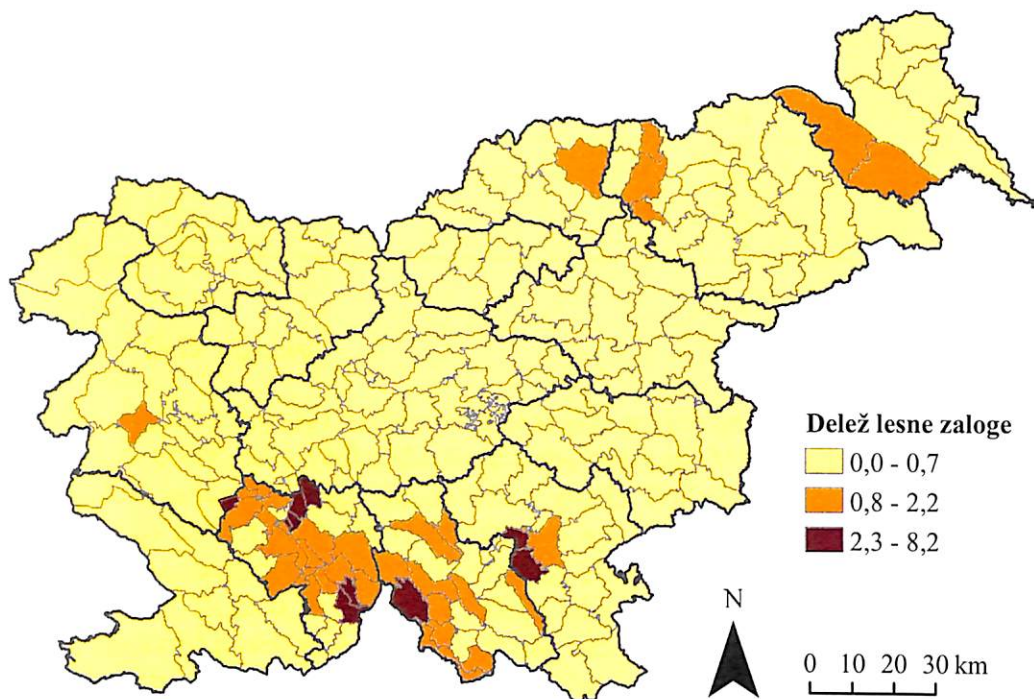 Delež lesne zaloge
0,0 - 0,7
0,8 - 2,2
2,3 - 8,2
N
0 10 20 30 km